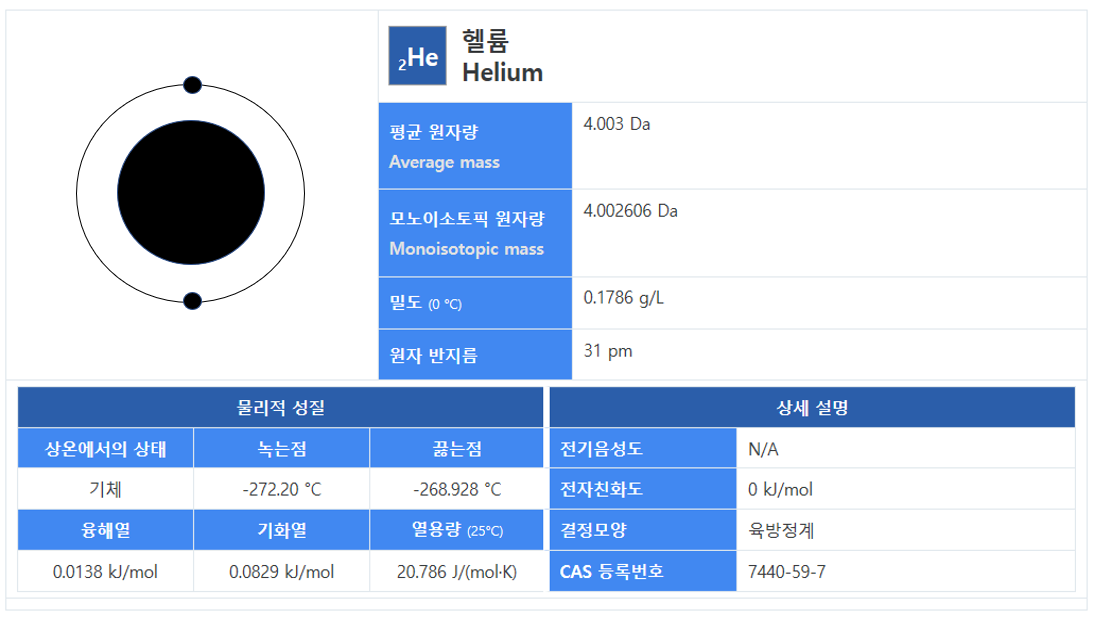 ₂He
헬륨
Helium
평균 원자량
Average mass
4.003 Da
모노이소토픽 원자량
Monoisotopic mass
4.002606 Da
밀도 (0 ℃)
0.1786 g/L
원자 반지름
31 pm
물리적 성질
상온에서의 상태 녹는점 끓는점
기체 -272.20 ℃ -268.928 ℃
융해열 기화열 열용량 (25℃)
0.0138 kJ/mol 0.0829 kJ/mol 20.786 J/(mol·K)
상세 설명
전기음성도 N/A
전자친화도 0 kJ/mol
결정모양 육방정계
CAS 등록번호 7440-59-7